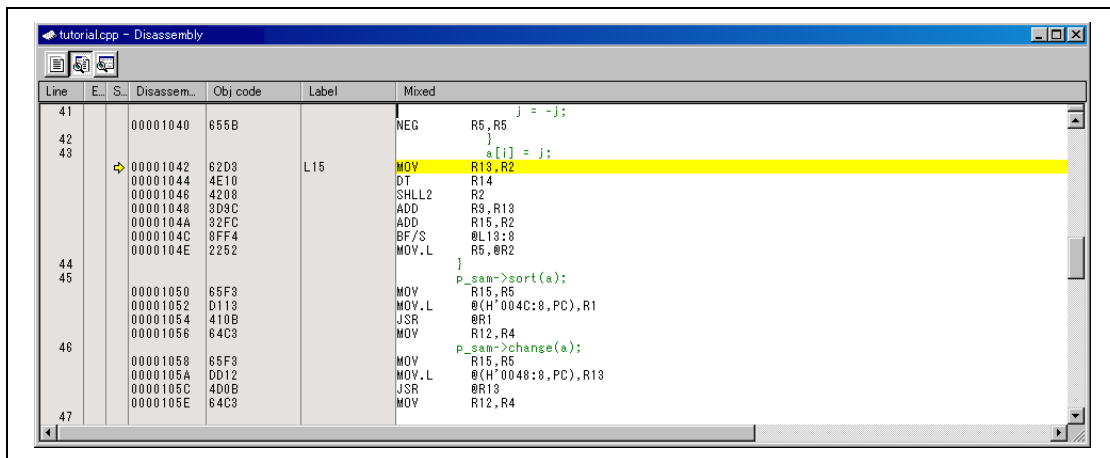 tutorial.cpp - Disassembly
Line E... S... Disassem... Obj code Label Mixed
41 j = -j;
00001040 655B NEG R5,R5
42 }
43 a[i] = j;
00001042 62D3 L15 MOV R13,R2
00001044 4E10 DT R14
00001046 4208 SHLL2 R2
00001048 3D9C ADD R9,R13
0000104A 32FC ADD R15,R2
0000104C 8FF4 BF/S @L13:8
0000104E 2252 MOV.L R5,@R2
44 }
45 p_sam->sort(a);
00001050 65F3 MOV R15,R5
00001052 D113 MOV.L @(H'004C:8,PC),R1
00001054 410B JSR @R1
00001056 64C3 MOV R12,R4
46 p_sam->change(a);
00001058 65F3 MOV R15,R5
0000105A DD12 MOV.L @(H'0048:8,PC),R13
0000105C 4D0B JSR @R13
0000105E 64C3 MOV R12,R4
47